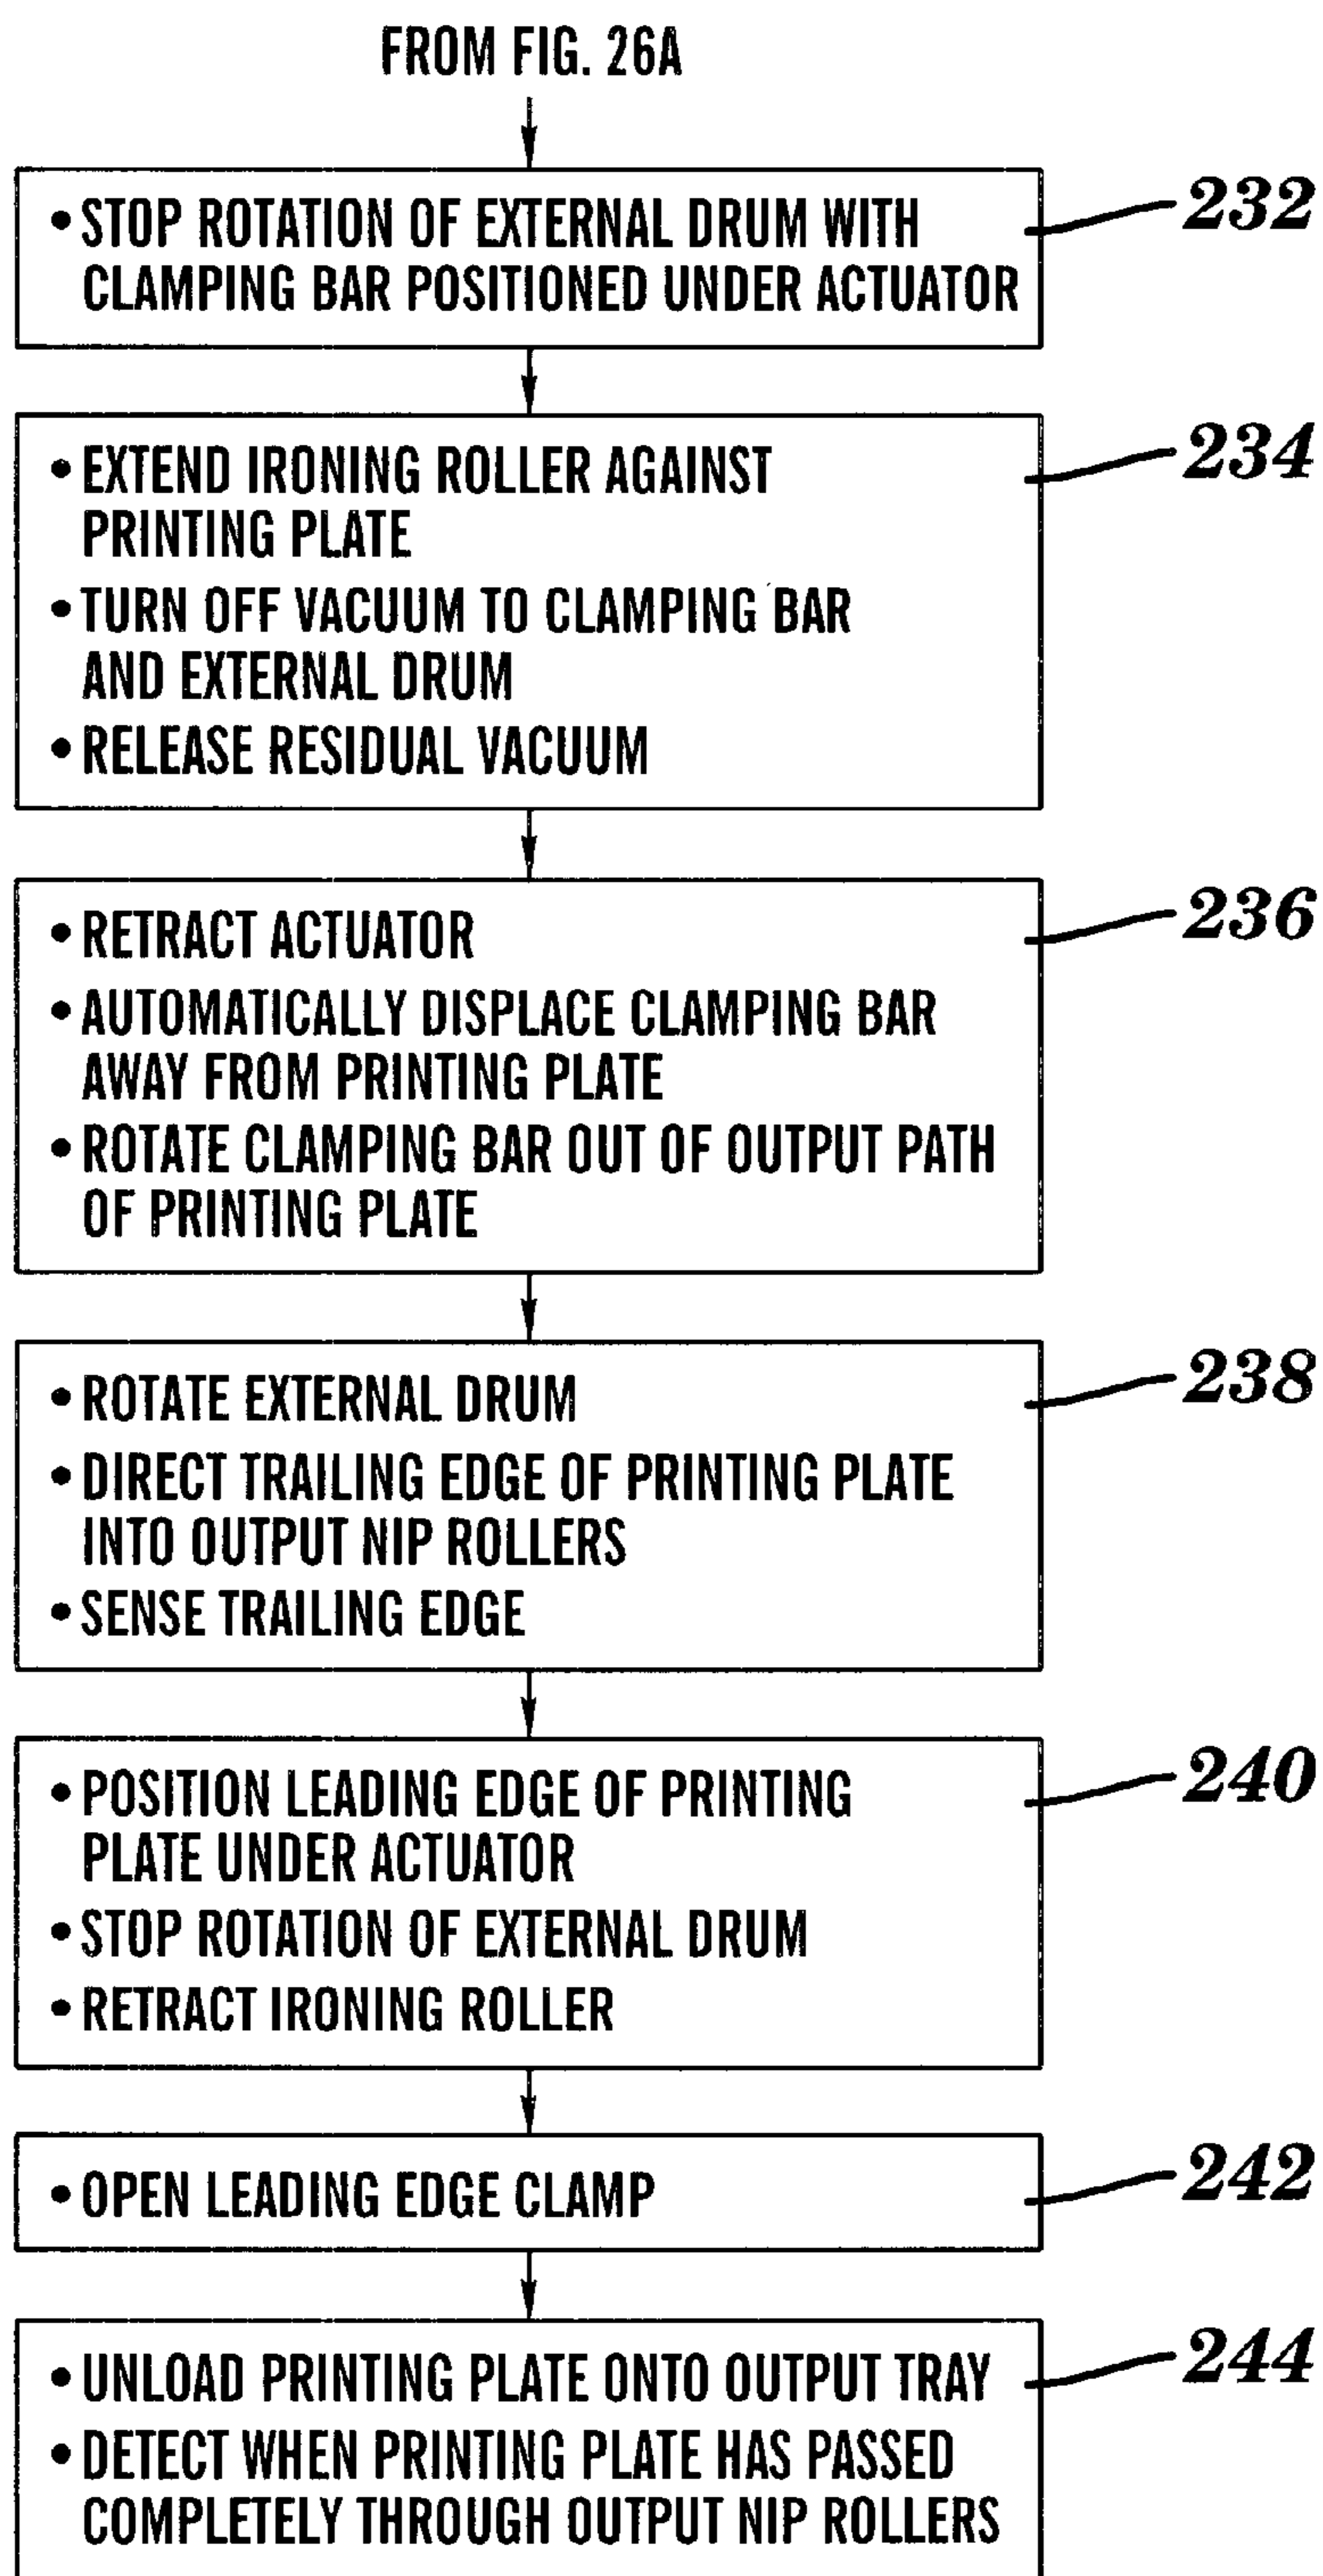 FROM FIG. 26A
• STOP ROTATION OF EXTERNAL DRUM WITH
CLAMPING BAR POSITIONED UNDER ACTUATOR
232
• EXTEND IRONING ROLLER AGAINST
PRINTING PLATE
• TURN OFF VACUUM TO CLAMPING BAR
AND EXTERNAL DRUM
• RELEASE RESIDUAL VACUUM
234
• RETRACT ACTUATOR
• AUTOMATICALLY DISPLACE CLAMPING BAR
AWAY FROM PRINTING PLATE
• ROTATE CLAMPING BAR OUT OF OUTPUT PATH
OF PRINTING PLATE
236
• ROTATE EXTERNAL DRUM
• DIRECT TRAILING EDGE OF PRINTING PLATE
INTO OUTPUT NIP ROLLERS
• SENSE TRAILING EDGE
238
• POSITION LEADING EDGE OF PRINTING
PLATE UNDER ACTUATOR
• STOP ROTATION OF EXTERNAL DRUM
• RETRACT IRONING ROLLER
240
• OPEN LEADING EDGE CLAMP
242
• UNLOAD PRINTING PLATE ONTO OUTPUT TRAY
• DETECT WHEN PRINTING PLATE HAS PASSED
COMPLETELY THROUGH OUTPUT NIP ROLLERS
244